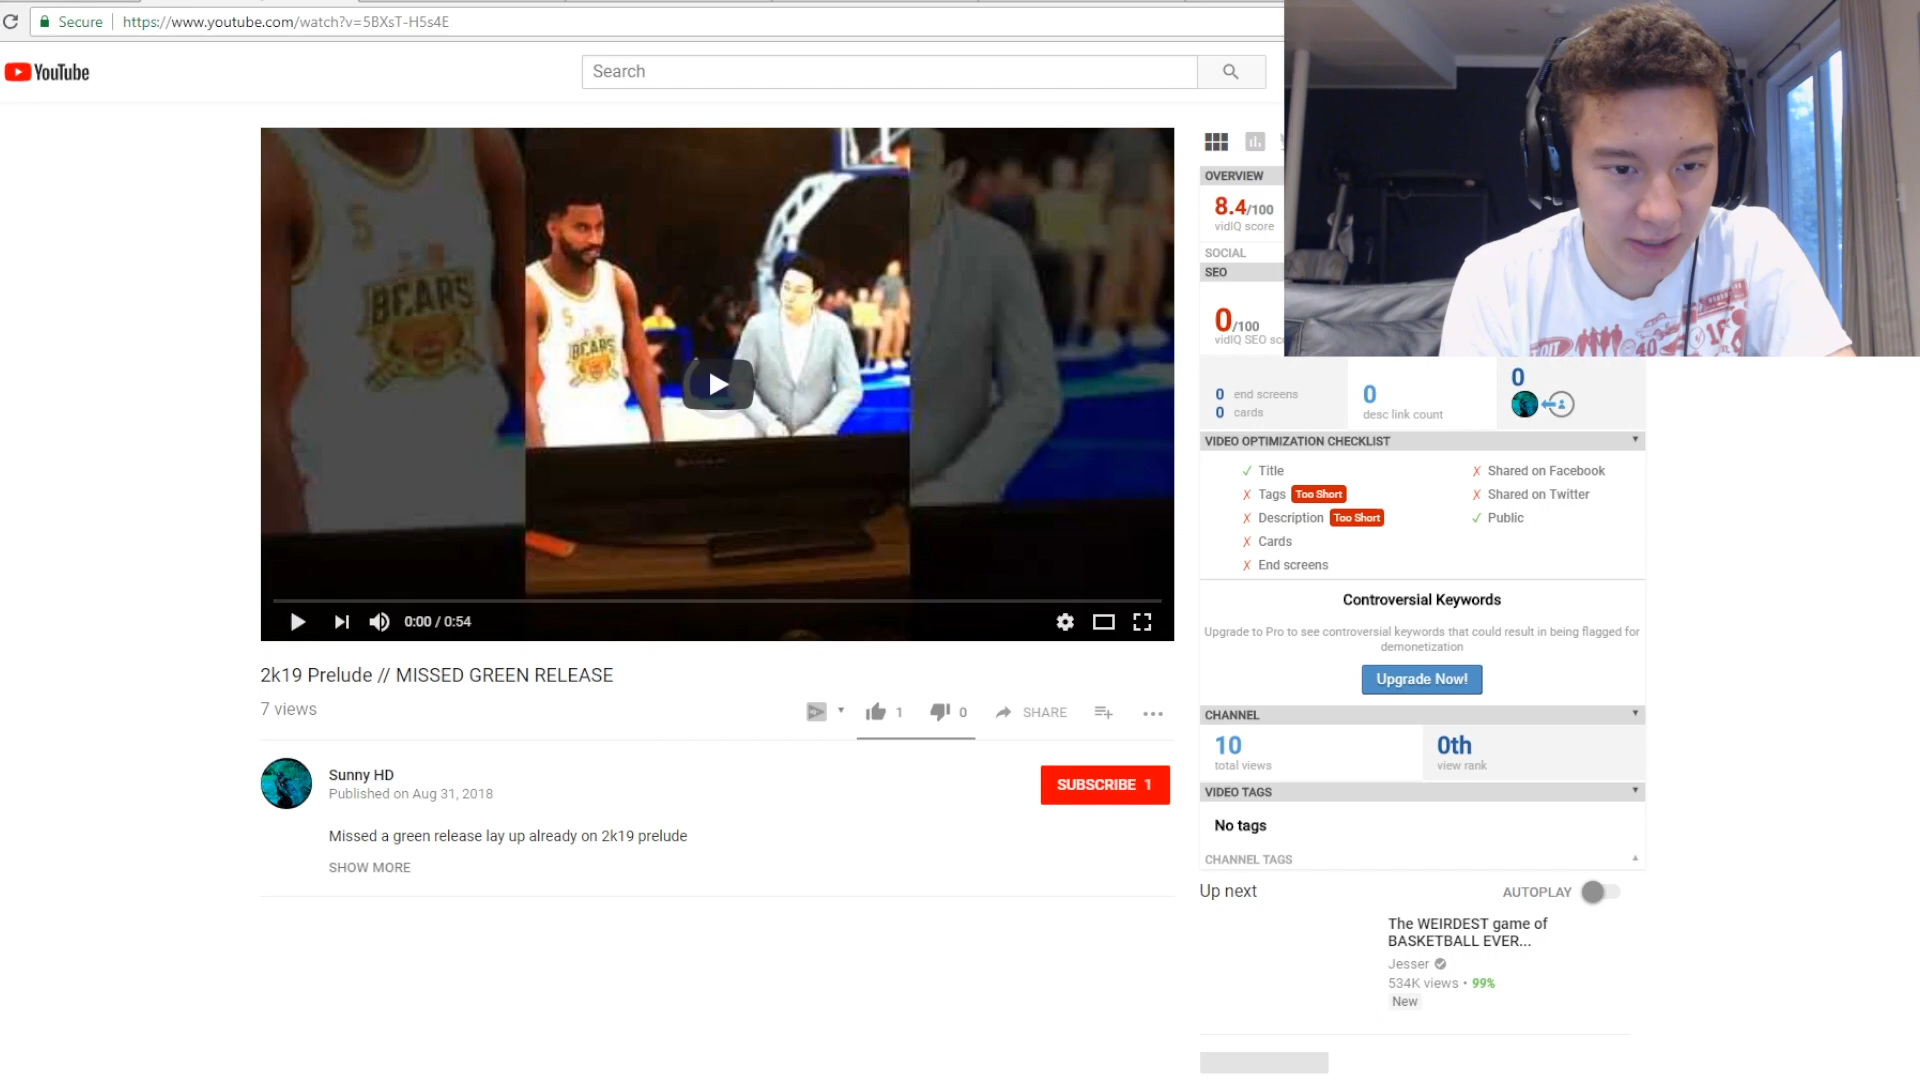 Secure https://www.youtube.com/watch?v=5BXsT-H5s4E
YouTube
Search
5
BEARS
5
BEARS
0:00 / 0:54
2k19 Prelude // MISSED GREEN RELEASE
7 views
1
0
SHARE
Sunny HD
Published on Aug 31, 2018
SUBSCRIBE 1
Missed a green release lay up already on 2k19 prelude
SHOW MORE
OVERVIEW
8.4/100
vidIQ score
SOCIAL
SEO
0/100
vidIQ SEO
0 end screens
0 cards
0
desc link count
0
VIDEO OPTIMIZATION CHECKLIST
Title
Tags Too Short
Description Too Short
Cards
End screens
Shared on Facebook
Shared on Twitter
Public
Controversial Keywords
Upgrade to Pro to see controversial keywords that could result in being flagged for
demonetization
Upgrade Now!
CHANNEL
10
total views
0th
view rank
VIDEO TAGS
No tags
CHANNEL TAGS
Up next
AUTOPLAY
The WEIRDEST game of
BASKETBALL EVER...
Jesser
534K views • 99%
New